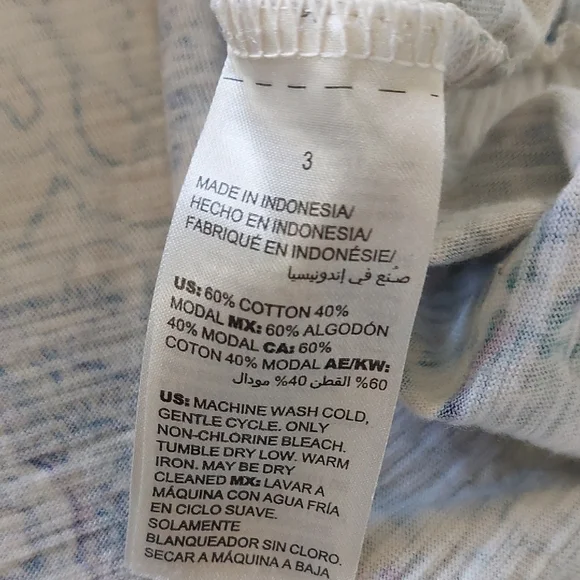 3
MADE IN INDONESIA/
HECHO EN INDONESIA/
FABRIQUÉ EN INDONÉSIE/
صُنع في إندونيسيا
US: 60% COTTON 40%
MODAL MX: 60% ALGODÓN
40% MODAL CA: 60%
COTON 40% MODAL AE/KW:
60% القطن 40% مودال
US: MACHINE WASH COLD,
GENTLE CYCLE. ONLY
NON-CHLORINE BLEACH.
TUMBLE DRY LOW. WARM
IRON. MAY BE DRY
CLEANED MX: LAVAR A
MÁQUINA CON AGUA FRÍA
EN CICLO SUAVE.
SOLAMENTE
BLANQUEADOR SIN CLORO.
SECAR A MÁQUINA A BAJA